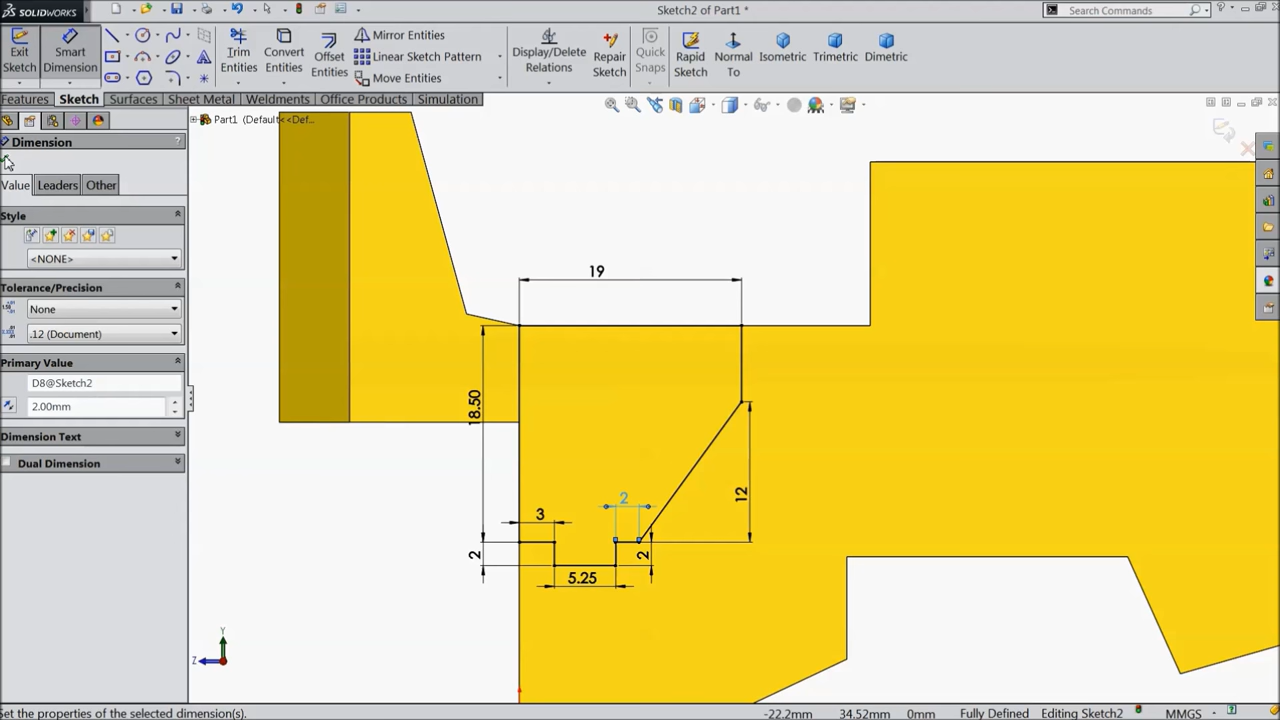 SOLIDWORKS
Sketch2 of Part1 *
Search Commands
Exit Sketch
Smart Dimension
Trim Entities
Convert Entities
Offset Entities
Mirror Entities
Linear Sketch Pattern
Move Entities
Display/Delete Relations
Repair Sketch
Quick Snaps
Rapid Sketch
Normal To
Isometric
Trimetric
Dimetric
Features
Sketch
Surfaces
Sheet Metal
Weldments
Office Products
Simulation
Part1 (Default<<Def...
Dimension
?
Value
Leaders
Other
Style
<NONE>
Tolerance/Precision
None
.12 (Document)
Primary Value
D8@Sketch2
2.00mm
Dimension Text
Dual Dimension
19
18.50
12
2
3
2
2
5.25
Y
Z
Set the properties of the selected dimension(s).
-22.2mm
34.52mm
0mm
Fully Defined
Editing Sketch2
MMGS